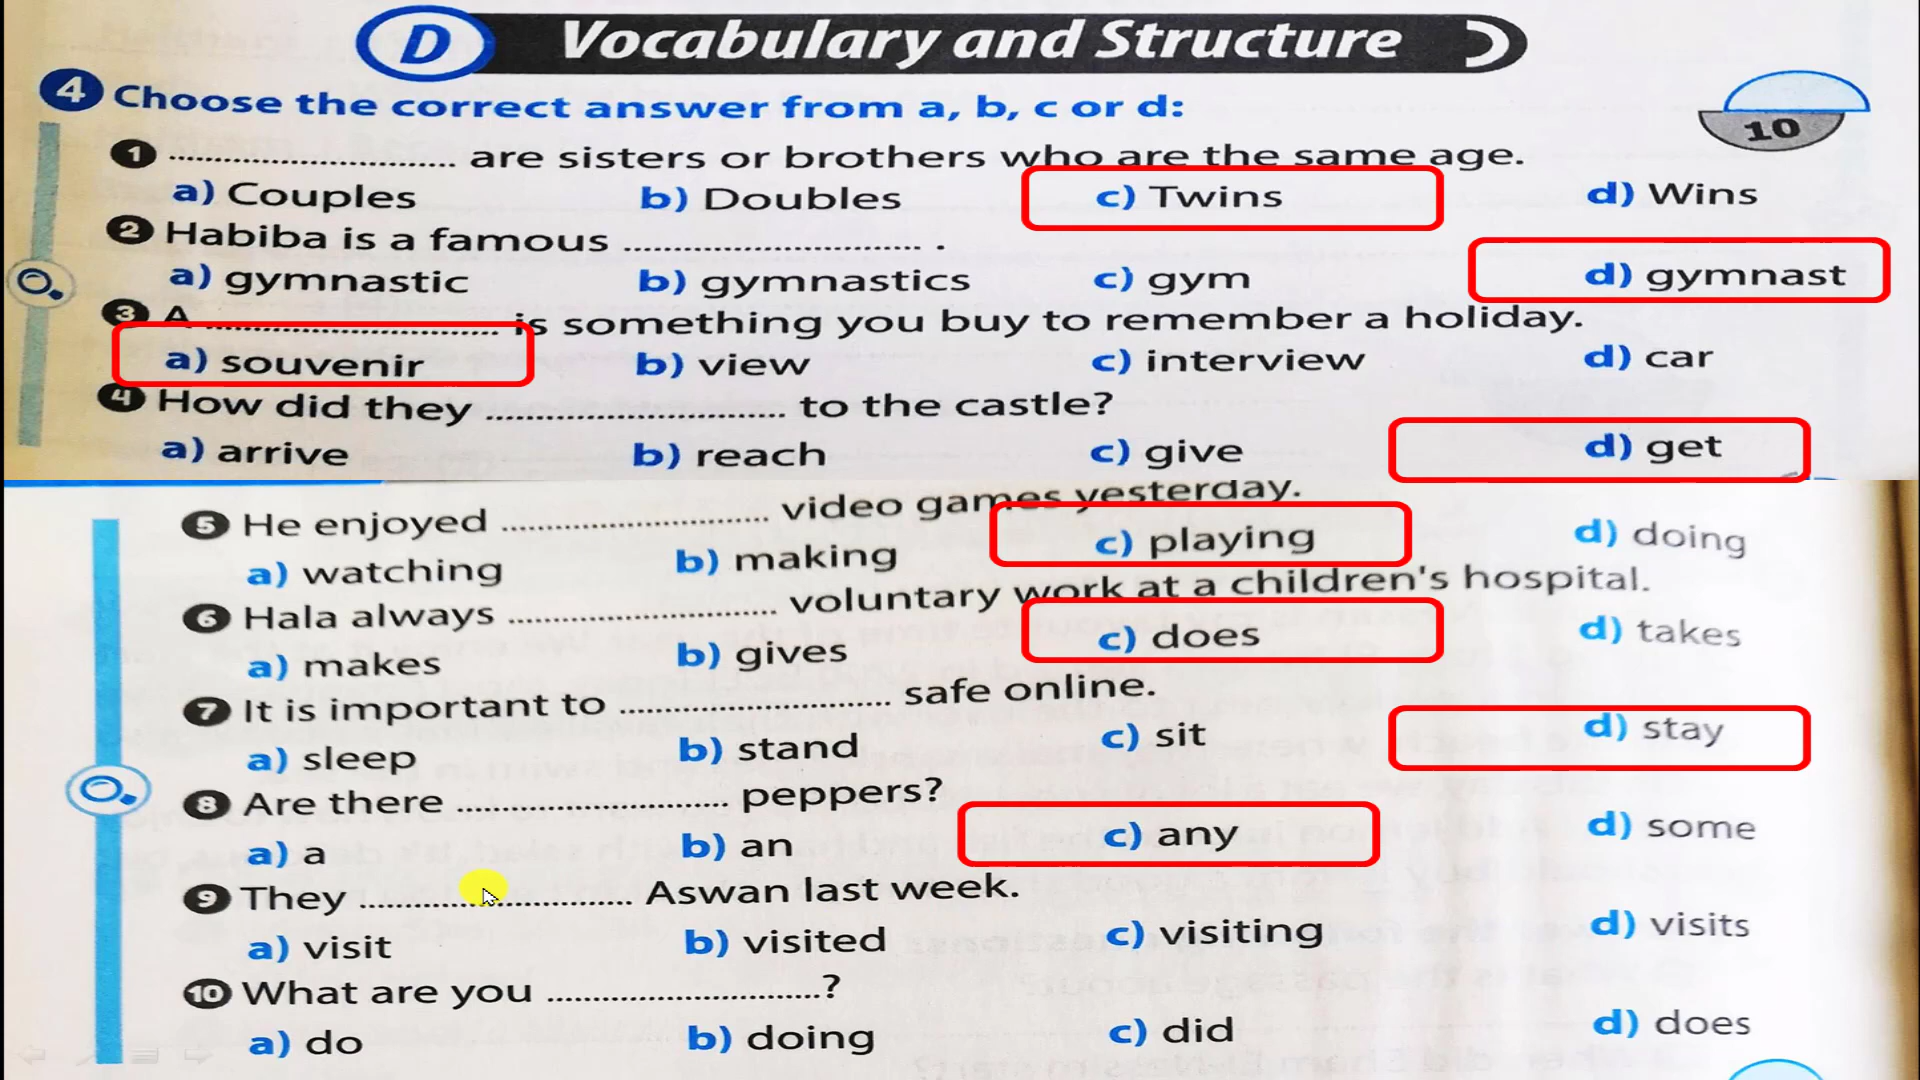 D Vocabulary and Structure
4 Choose the correct answer from a, b, c or d:
10
1 .............................. are sisters or brothers who are the same age.
a) Couples b) Doubles c) Twins d) Wins
2 Habiba is a famous .............................. .
a) gymnastic b) gymnastics c) gym d) gymnast
3 A .............................. is something you buy to remember a holiday.
a) souvenir b) view c) interview d) car
4 How did they .............................. to the castle?
a) arrive b) reach c) give d) get
5 He enjoyed .............................. video games yesterday.
a) watching b) making c) playing d) doing
6 Hala always .............................. voluntary work at a children's hospital.
a) makes b) gives c) does d) takes
7 It is important to .............................. safe online.
a) sleep b) stand c) sit d) stay
8 Are there .............................. peppers?
a) a b) an c) any d) some
9 They .............................. Aswan last week.
a) visit b) visited c) visiting d) visits
10 What are you ..............................?
a) do b) doing c) did d) does